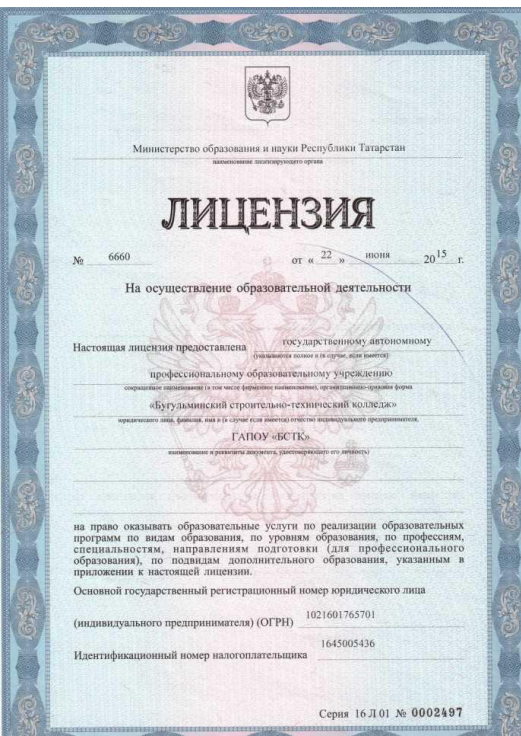 Министерство образования и науки Республики Татарстан
наименование лицензирующего органа
ЛИЦЕНЗИЯ
№ 6660 от « 22 » июня 2015 г.
На осуществление образовательной деятельности
Настоящая лицензия предоставлена государственному автономному
(указываются полное и (в случае, если имеется)
профессиональному образовательному учреждению
сокращенное наименование (в том числе фирменное наименование), организационно-правовая форма
«Бугульминский строительно-технический колледж»
юридического лица, фамилия, имя и (в случае если имеется) отчество индивидуального предпринимателя,
ГАПОУ «БСТК»
наименование и реквизиты документа, удостоверяющего его личность)
на право оказывать образовательные услуги по реализации образовательных
программ по видам образования, по уровням образования, по профессиям,
специальностям, направлениям подготовки (для профессионального
образования), по подвидам дополнительного образования, указанным в
приложении к настоящей лицензии.
Основной государственный регистрационный номер юридического лица
(индивидуального предпринимателя) (ОГРН) 1021601765701
Идентификационный номер налогоплательщика 1645005436
Серия 16 Л 01 № 0002497